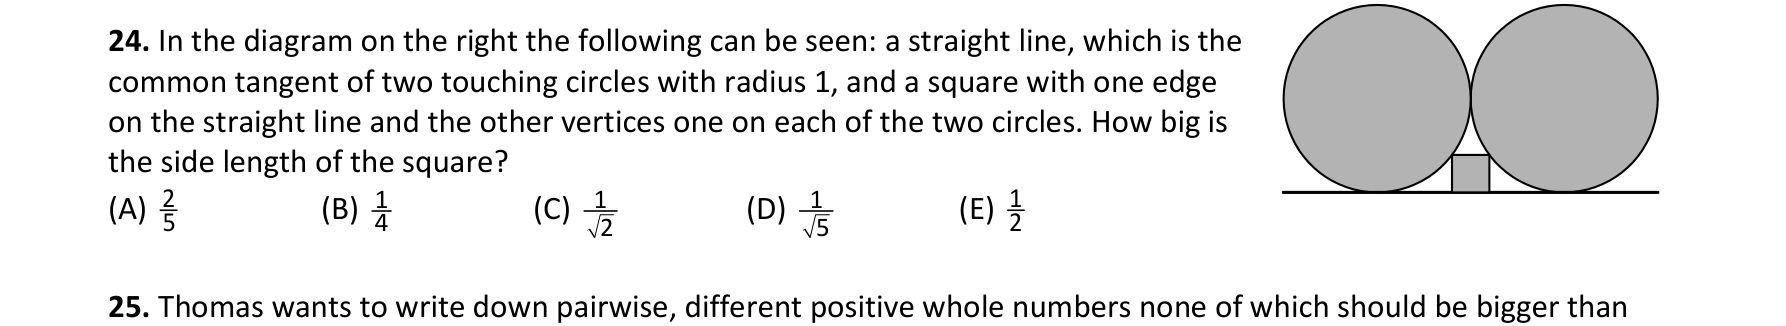 24. In the diagram on the right the following can be seen: a straight line, which is the
common tangent of two touching circles with radius 1, and a square with one edge
on the straight line and the other vertices one on each of the two circles. How big is
the side length of the square?
(A) 2/5 (B) 1/4 (C) 1/√2 (D) 1/√5 (E) 1/2
25. Thomas wants to write down pairwise, different positive whole numbers none of which should be bigger than